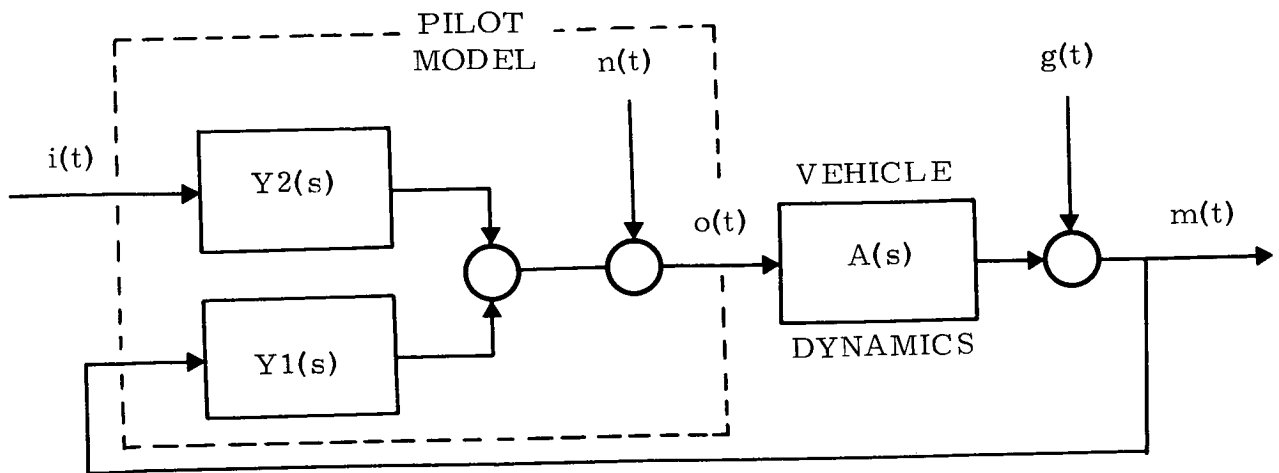 PILOT
MODEL
n(t)
g(t)
i(t)
Y2(s)
VEHICLE
o(t)
m(t)
A(s)
Y1(s)
DYNAMICS